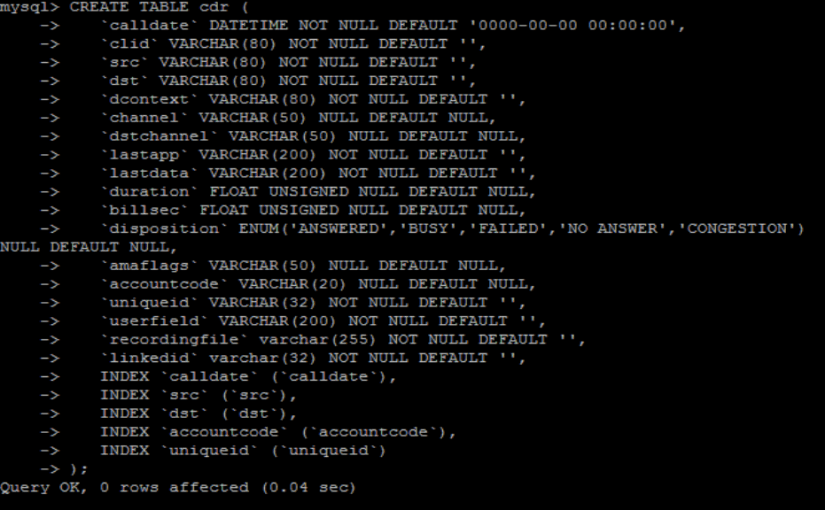 mysql> CREATE TABLE cdr (
    ->     `calldate` DATETIME NOT NULL DEFAULT '0000-00-00 00:00:00',
    ->     `clid` VARCHAR(80) NOT NULL DEFAULT '',
    ->     `src` VARCHAR(80) NOT NULL DEFAULT '',
    ->     `dst` VARCHAR(80) NOT NULL DEFAULT '',
    ->     `dcontext` VARCHAR(80) NOT NULL DEFAULT '',
    ->     `channel` VARCHAR(50) NULL DEFAULT NULL,
    ->     `dstchannel` VARCHAR(50) NULL DEFAULT NULL,
    ->     `lastapp` VARCHAR(200) NOT NULL DEFAULT '',
    ->     `lastdata` VARCHAR(200) NOT NULL DEFAULT '',
    ->     `duration` FLOAT UNSIGNED NULL DEFAULT NULL,
    ->     `billsec` FLOAT UNSIGNED NULL DEFAULT NULL,
    ->     `disposition` ENUM('ANSWERED','BUSY','FAILED','NO ANSWER','CONGESTION')
NULL DEFAULT NULL,
    ->     `amaflags` VARCHAR(50) NULL DEFAULT NULL,
    ->     `accountcode` VARCHAR(20) NULL DEFAULT NULL,
    ->     `uniqueid` VARCHAR(32) NOT NULL DEFAULT '',
    ->     `userfield` VARCHAR(200) NOT NULL DEFAULT '',
    ->     `recordingfile` varchar(255) NOT NULL DEFAULT '',
    ->     `linkedid` varchar(32) NOT NULL DEFAULT '',
    ->     INDEX `calldate` (`calldate`),
    ->     INDEX `src` (`src`),
    ->     INDEX `dst` (`dst`),
    ->     INDEX `accountcode` (`accountcode`),
    ->     INDEX `uniqueid` (`uniqueid`)
    -> );
Query OK, 0 rows affected (0.04 sec)